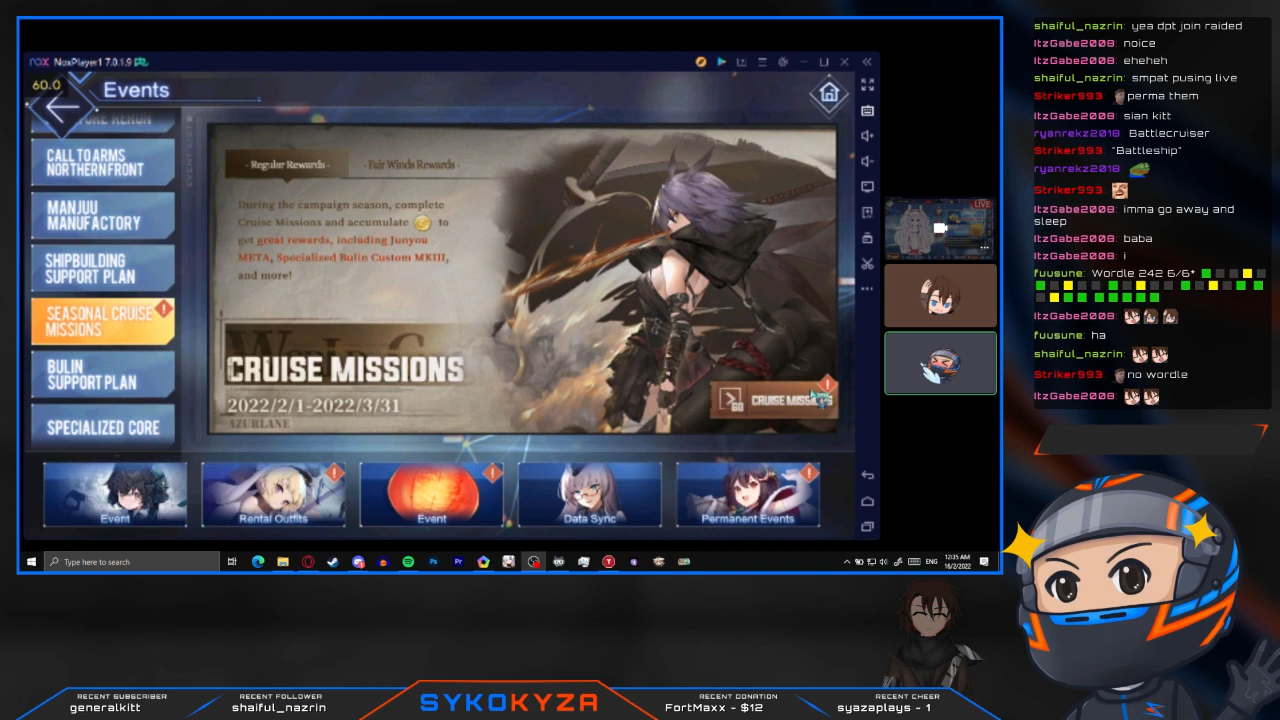 NoxPlayer1 7.0.1.9
60.0
Events
CALL TO ARMS
NORTHERN FRONT
MANJUU
MANUFACTORY
SHIPBUILDING
SUPPORT PLAN
SEASONAL CRUISE
MISSIONS
BULIN
SUPPORT PLAN
SPECIALIZED CORE
- Regular Rewards -
- Fair Winds Rewards -
During the campaign season, complete
Cruise Missions and accumulate to
get great rewards, including Junyou
META, Specialized Bulin Custom MKIII,
and more!
CRUISE MISSIONS
2022/2/1-2022/3/31
AZURLANE
GO
CRUISE MISSIONS
Event
Rental Outfits
Event
Data Sync
Permanent Events
LIVE
Type here to search
ENG
12:35 AM
16/2/2022
shaiful_nazrin: yea dpt join raided
ItzGabe2008: noice
ItzGabe2008: eheheh
shaiful_nazrin: smpat pusing live
Striker993 perma them
ItzGabe2008: sian kitt
ryanrekz2018 Battlecruiser
Striker993 "Battleship"
ryanrekz2018
Striker993
ItzGabe2008: imma go away and
sleep
ItzGabe2008: baba
ItzGabe2008: i
fuusune: Wordle 242 6/6*
ItzGabe2008:
fuusune: ha
shaiful_nazrin:
Striker993 no wordle
ItzGabe2008:
RECENT SUBSCRIBER
generalkitt
RECENT FOLLOWER
shaiful_nazrin
SYKOKYZA
RECENT DONATION
FortMaxx - $12
RECENT CHEER
syazaplays - 1